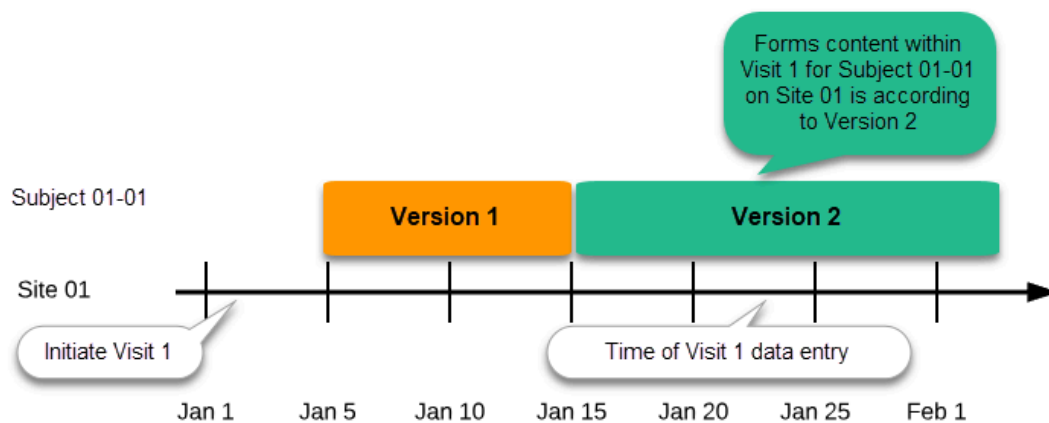 Forms content within
Visit 1 for Subject 01-01
on Site 01 is according
to Version 2
Subject 01-01
Version 1
Version 2
Site 01
Initiate Visit 1
Time of Visit 1 data entry
Jan 1
Jan 5
Jan 10
Jan 15
Jan 20
Jan 25
Feb 1